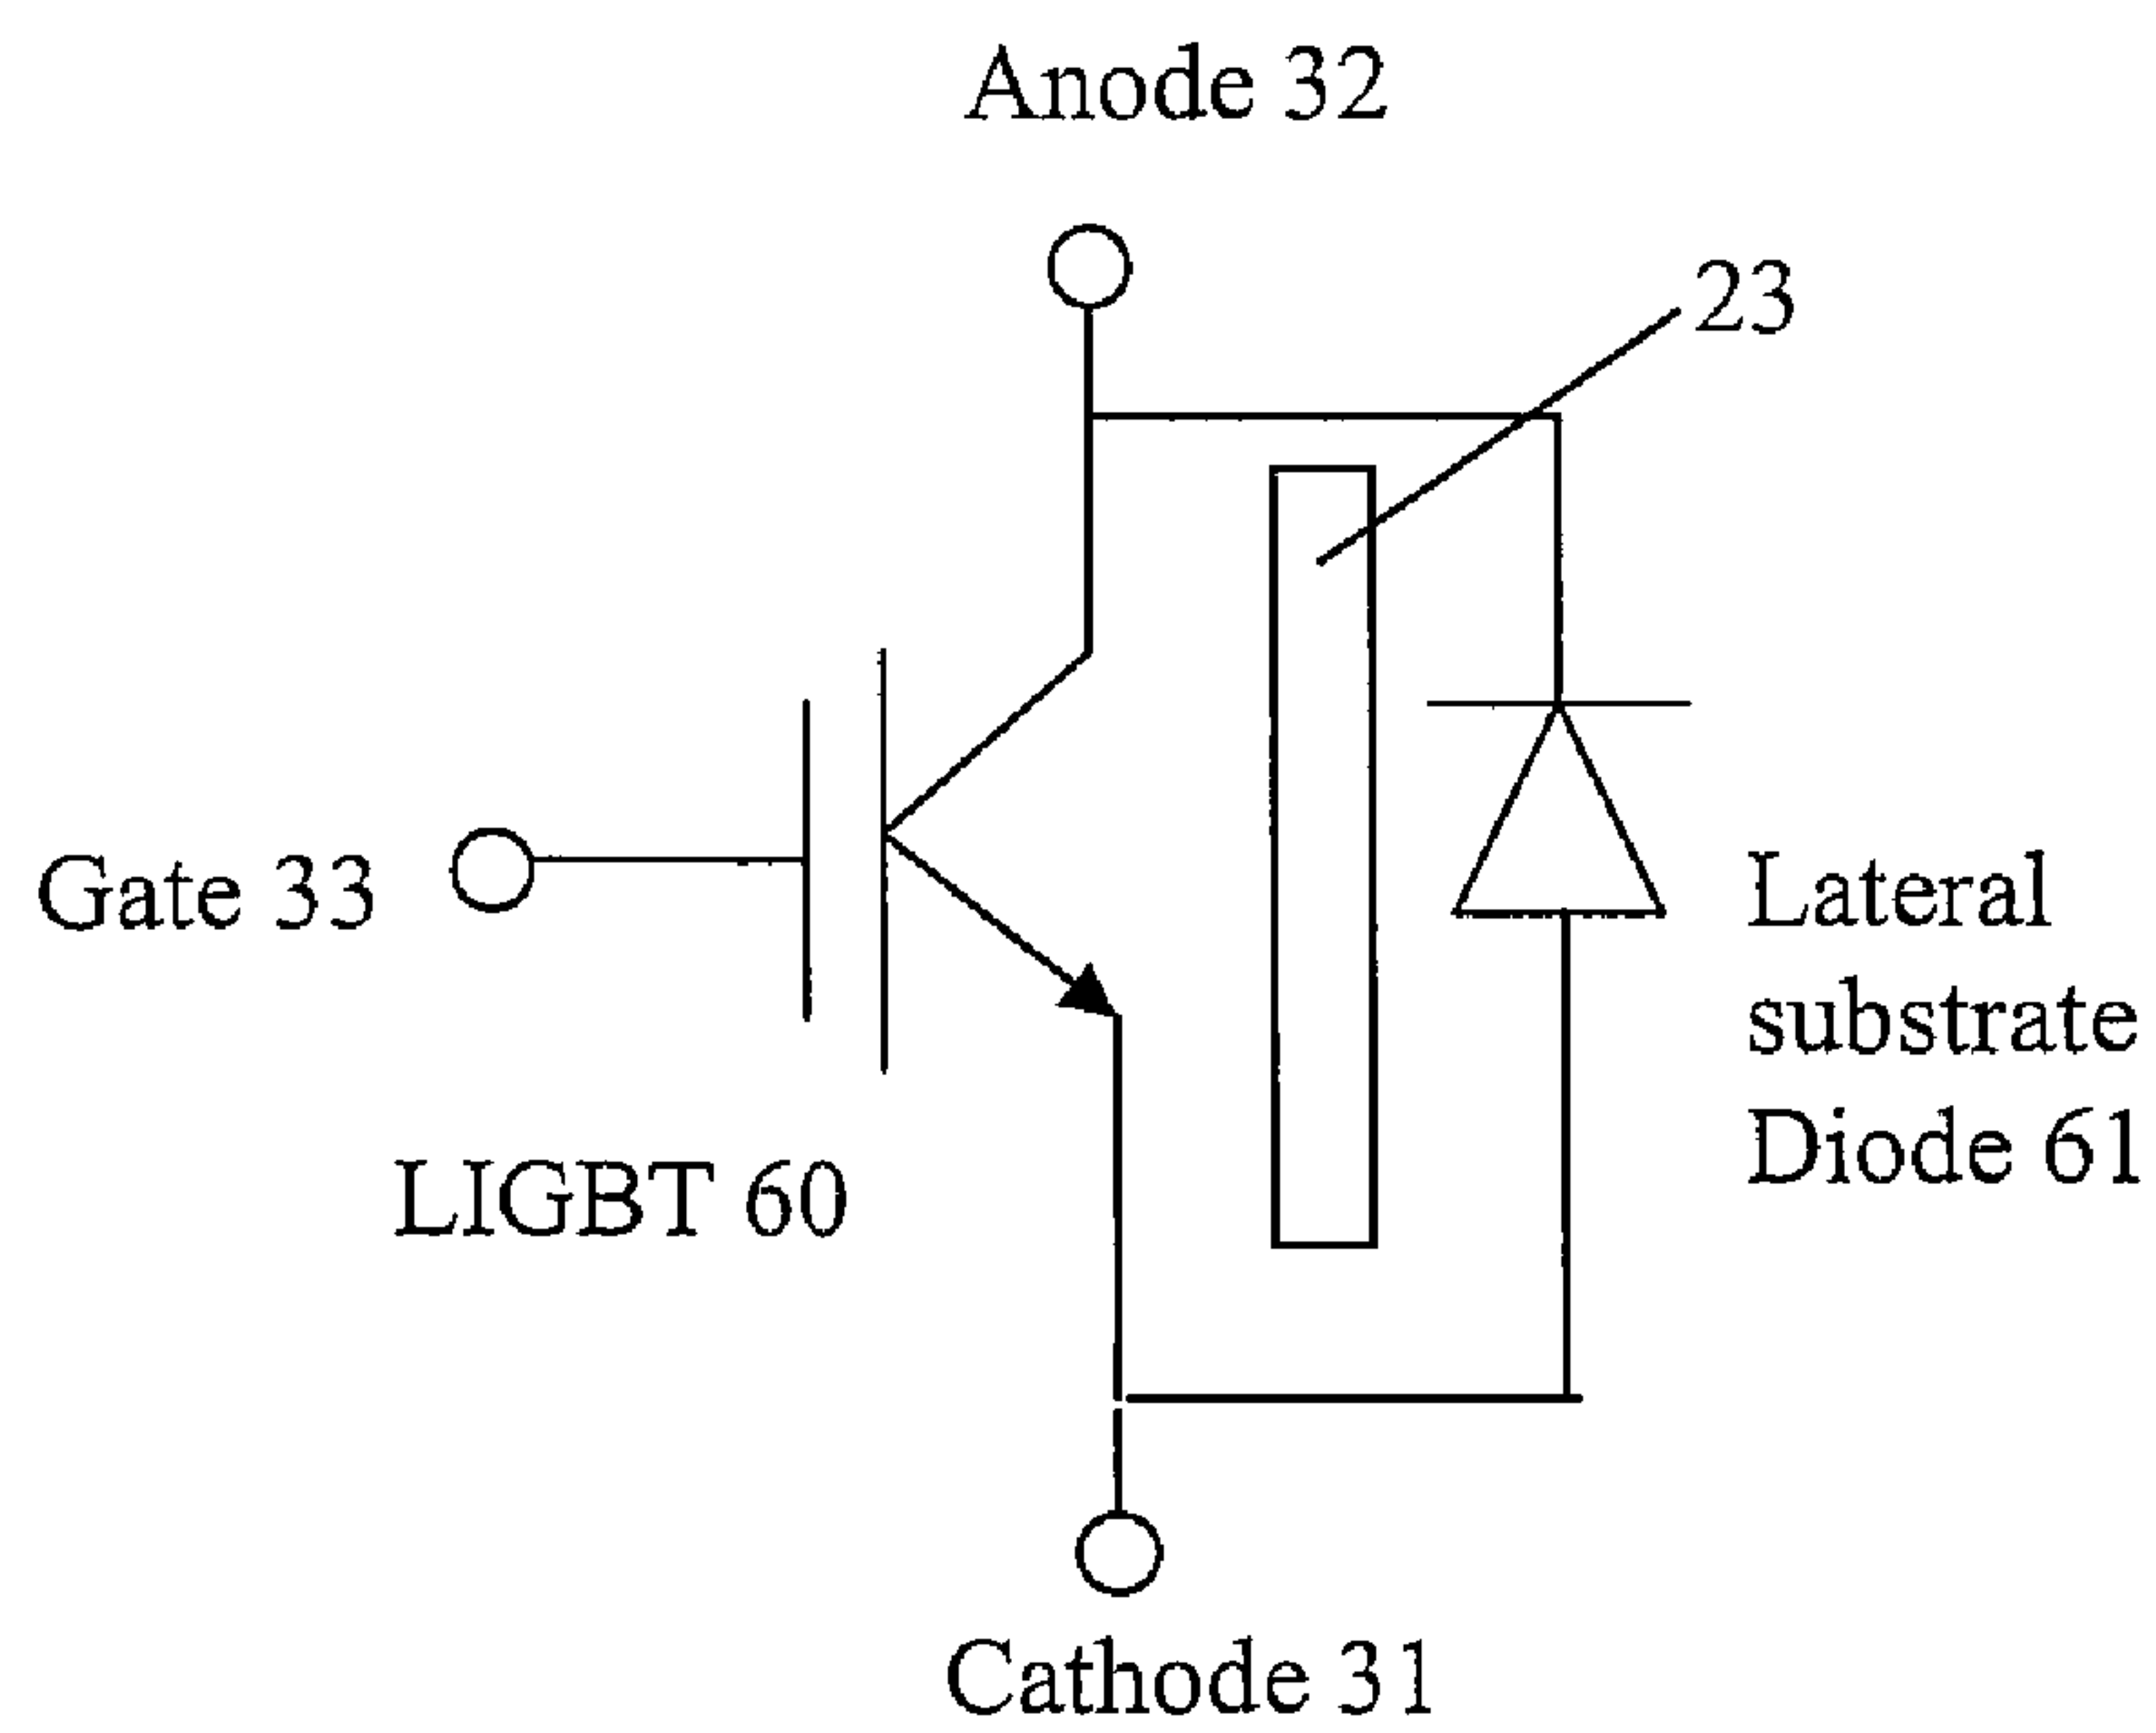 Anode 32
23
Gate 33
Lateral
substrate
Diode 61
LIGBT 60
Cathode 31